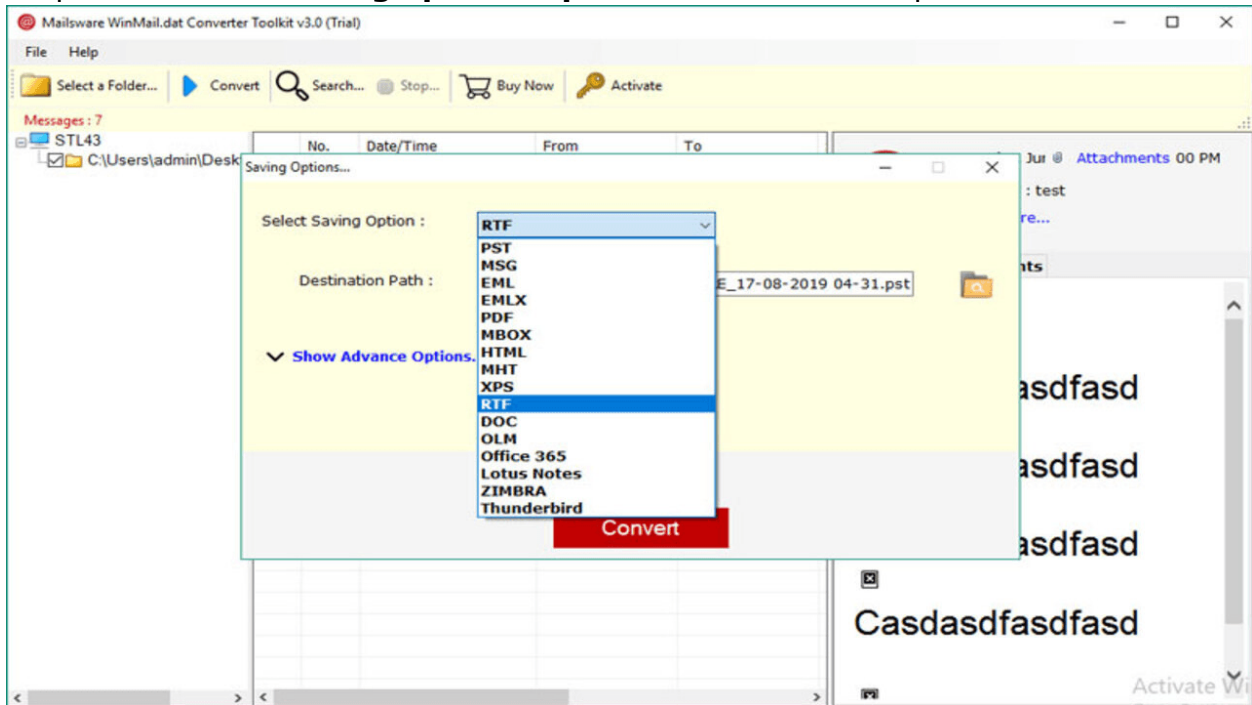 Mailsware WinMail.dat Converter Toolkit v3.0 (Trial)
File Help
Select a Folder... Convert Search... Stop... Buy Now Activate
Messages : 7
STL43
C:\Users\admin\Desk
No. Date/Time From To
Attachments 00 PM
: test
re...
nts
Saving Options...
Select Saving Option : RTF
PST
MSG
Destination Path : EML E_17-08-2019 04-31.pst
EMLX
PDF
MBOX
Show Advance Options. HTML
MHT
XPS
RTF
DOC
OLM
Office 365
Lotus Notes
ZIMBRA
Thunderbird
Convert
asdfasd
asdfasd
asdfasd
Casdasdfasdfasd
Activate Wi